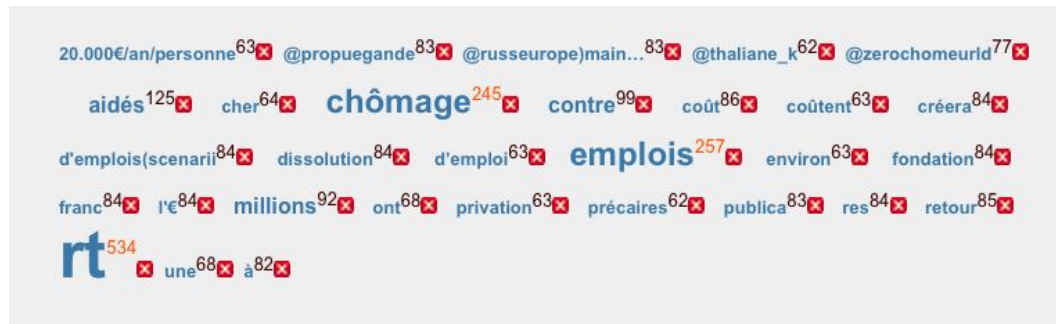 20.000€/an/personne63 @propuegande83 @russeurope)main...83 @thaliane_k62 @zerochomeurld77
aidés125 cher64 chômage245 contre99 coût86 coûtent63 créera84
d'emplois(scenarii84 dissolution84 d'emploi63 emplois257 environ63 fondation84
franc84 l'€84 millions92 ont68 privation63 précaires62 publica83 res84 retour85
rt534 une68 à82